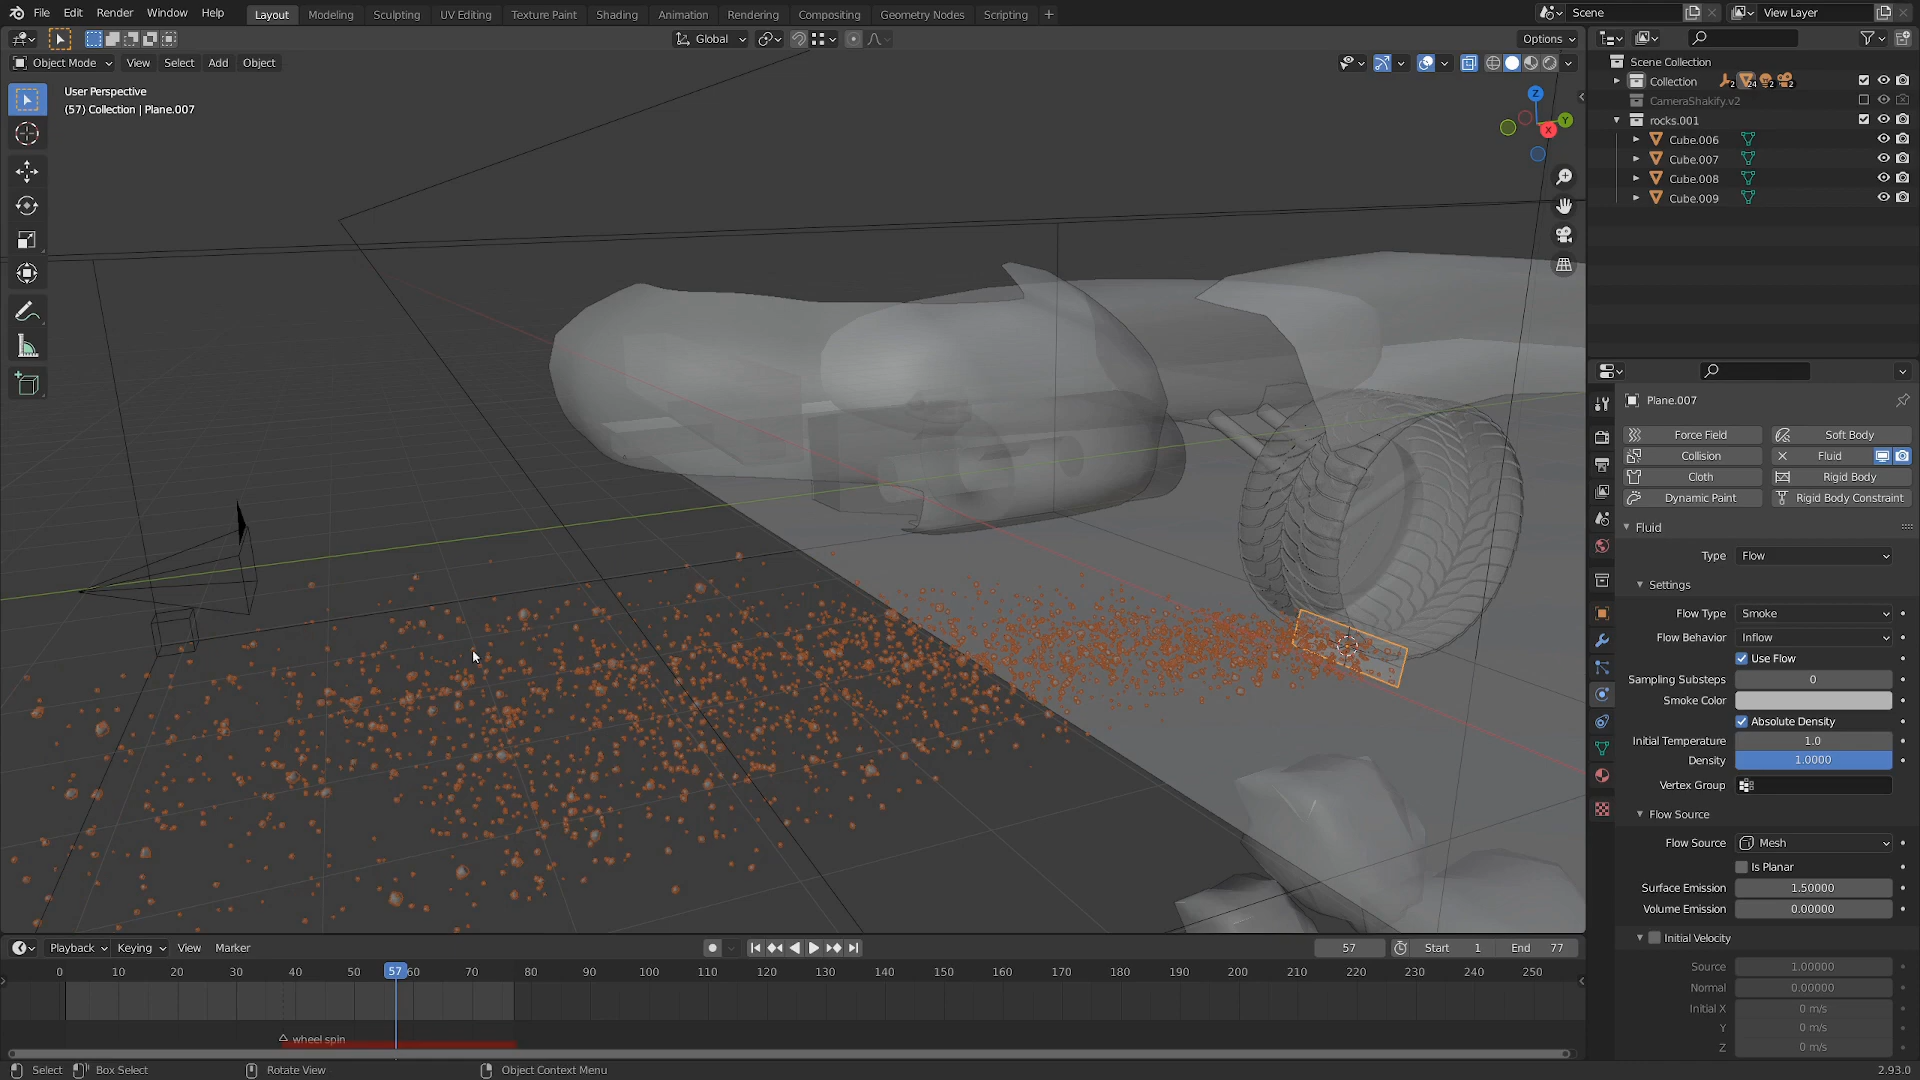 File Edit Render Window Help Layout Modeling Sculpting UV Editing Texture Paint Shading Animation Rendering Compositing Geometry Nodes Scripting + Scene View Layer
Global Options
Object Mode View Select Add Object
User Perspective
(57) Collection | Plane.007
Z
Y
X
Scene Collection
Collection 2 24 2 2
CameraShakify.v2
rocks.001
Cube.006
Cube.007
Cube.008
Cube.009
Plane.007
Force Field Soft Body
Collision Fluid
Cloth Rigid Body
Dynamic Paint Rigid Body Constraint
Fluid
Type Flow
Settings
Flow Type Smoke
Flow Behavior Inflow
Use Flow
Sampling Substeps 0
Smoke Color
Absolute Density
Initial Temperature 1.0
Density 1.0000
Vertex Group
Flow Source
Flow Source Mesh
Is Planar
Surface Emission 1.50000
Volume Emission 0.00000
Initial Velocity
Source 1.00000
Normal 0.00000
Initial X 0 m/s
Y 0 m/s
Z 0 m/s
Playback Keying View Marker 57 Start 1 End 77
0 10 20 30 40 50 57 60 70 80 90 100 110 120 130 140 150 160 170 180 190 200 210 220 230 240 250
wheel spin
Select Box Select Rotate View Object Context Menu 2.93.0